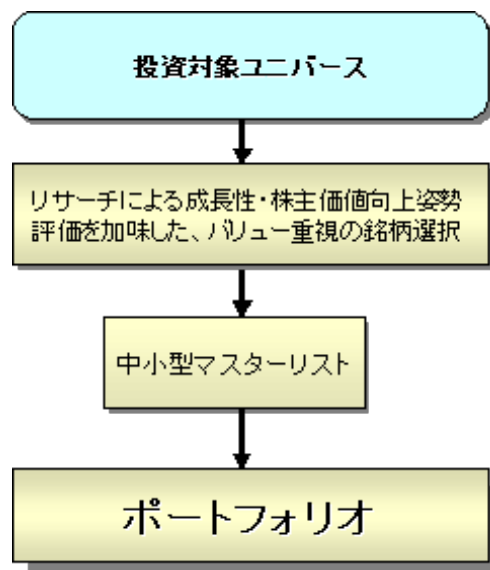 投資対象ユニバース
リサーチによる成長性・株主価値向上姿勢
評価を加味した、バリュー重視の銘柄選択
中小型マスターリスト
ポートフォリオ